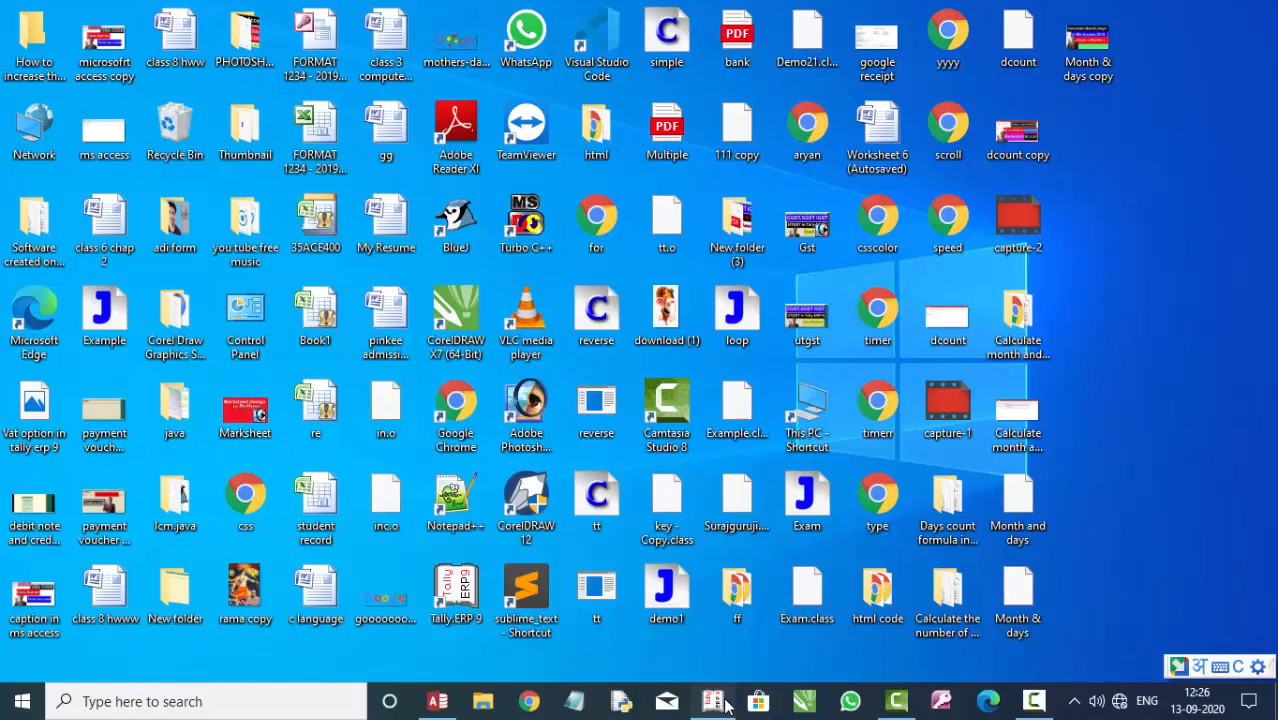 How to increase th...
microsofrt access copy
class 8 hww
PHOTOSH...
FORMAT 1234 - 2019...
class 3 compute...
mothers-da...
WhatsApp
Visual Studio Code
simple
PDF
bank
Demo21.cl...
google receipt
yyyy
dcount
Month & days copy
Network
ms access
Recycle Bin
Thumbnail
FORMAT 1234 - 2019...
gg
Adobe Reader XI
TeamViewer
html
PDF
Multiple
111 copy
aryan
Worksheet 6 (Autosaved)
scroll
dcount copy
Software created on...
class 6 chap 2
adi form
you tube free music
35ACE400
My Resume
BlueJ
MS
Turbo C++
for
tt.o
New folder (3)
Gst
csscolor
speed
capture-2
Microsoft Edge
Example
Corel Draw Graphics S...
Control Panel
Book1
pinkee admissi...
CorelDRAW X7 (64-Bit)
VLC media player
reverse
download (1)
loop
utgst
timer
dcount
Calculate month and...
Vat option in tally erp 9
payment vouch...
java
Marksheet
re
in.o
Google Chrome
Adobe Photosh...
reverse
Camtasia Studio 8
Example.cl...
This PC - Shortcut
timerr
capture-1
Calculate month a...
debit note and cred...
payment voucher ...
lcm.java
css
student record
inc.o
Notepad++
CorelDRAW 12
tt
key - Copy.class
Surajguruji....
Exam
type
Days count formula in...
Month and days
caption in ms access
class 8 hwww
New folder
rama copy
c language
gooooooo...
Tally ERP9
Tally.ERP 9
sublime_text - Shortcut
tt
demo1
ff
Exam.class
html code
Calculate the number of ...
Month & days
अ C
Type here to search
ENG
12:26
13-09-2020